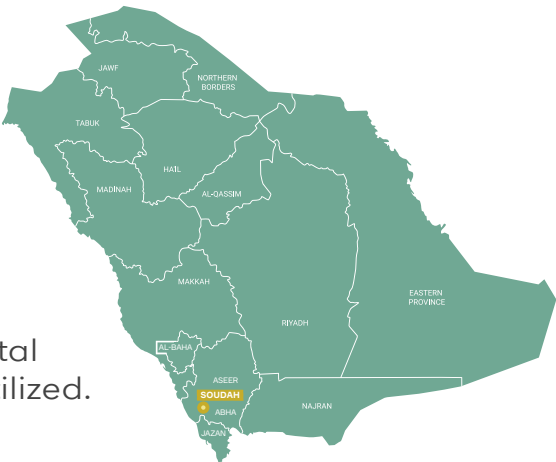 JAWF
NORTHERN
BORDERS
TABUK
HAIL
MADINAH
AL-QASSIM
MAKKAH
EASTERN
PROVINCE
RIYADH
AL-BAHA
tal
ilized.
ASEER
SOUDAH
ABHA
NAJRAN
JAZAN